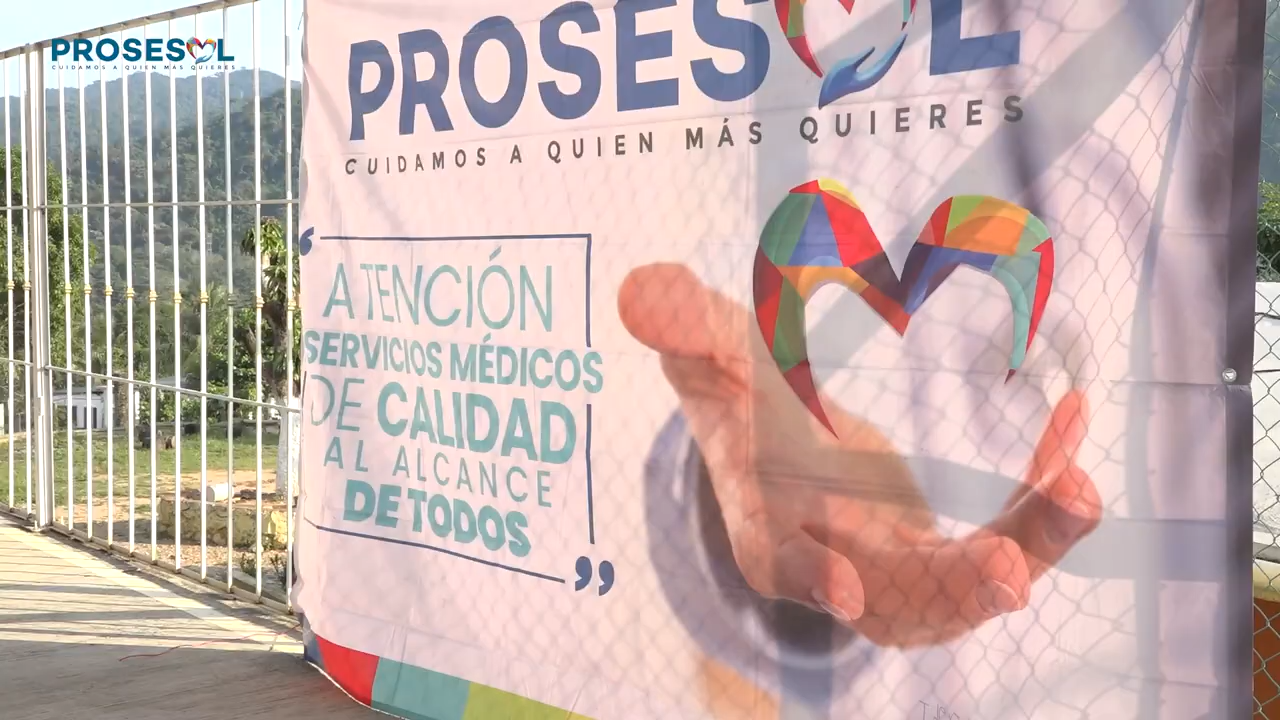 PROSESOL
CUIDAMOS A QUIEN MÁS QUIERES
PROSESOL
CUIDAMOS A QUIEN MÁS QUIERES
ATENCIÓN
SERVICIOS MÉDICOS
DE CALIDAD
AL ALCANCE
DE TODOS